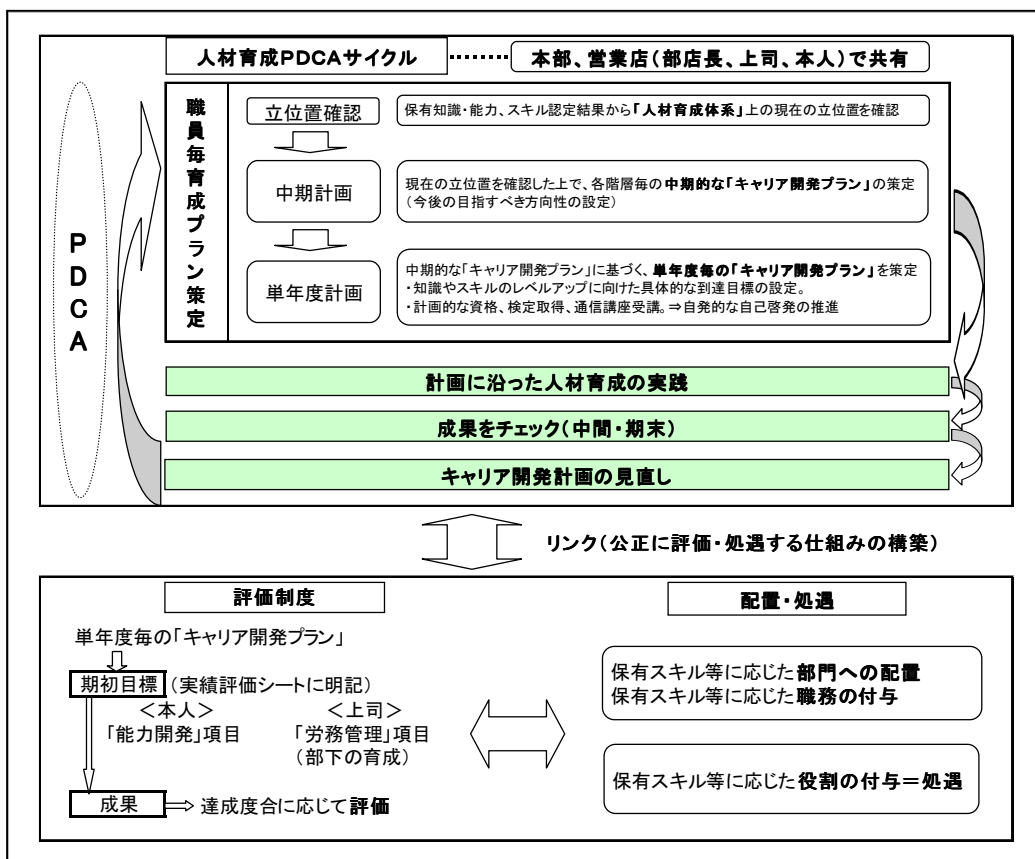 人材育成PDCAサイクル
本部、営業店(部店長、上司、本人)で共有
PDCA
職員毎育成プラン策定
立位置確認
保有知識・能力、スキル認定結果から「人材育成体系」上の現在の立位置を確認
中期計画
現在の立位置を確認した上で、各階層毎の中期的な「キャリア開発プラン」の策定
(今後の目指すべき方向性の設定)
単年度計画
中期的な「キャリア開発プラン」に基づく、単年度毎の「キャリア開発プラン」を策定
・知識やスキルのレベルアップに向けた具体的な到達目標の設定。
・計画的な資格、検定取得、通信講座受講。⇒自発的な自己啓発の推進
計画に沿った人材育成の実践
成果をチェック(中間・期末)
キャリア開発計画の見直し
リンク(公正に評価・処遇する仕組みの構築)
評価制度
単年度毎の「キャリア開発プラン」
期初目標(実績評価シートに明記)
<本人> <上司>
「能力開発」項目 「労務管理」項目
(部下の育成)
成果 達成度合に応じて評価
配置・処遇
保有スキル等に応じた部門への配置
保有スキル等に応じた職務の付与
保有スキル等に応じた役割の付与=処遇